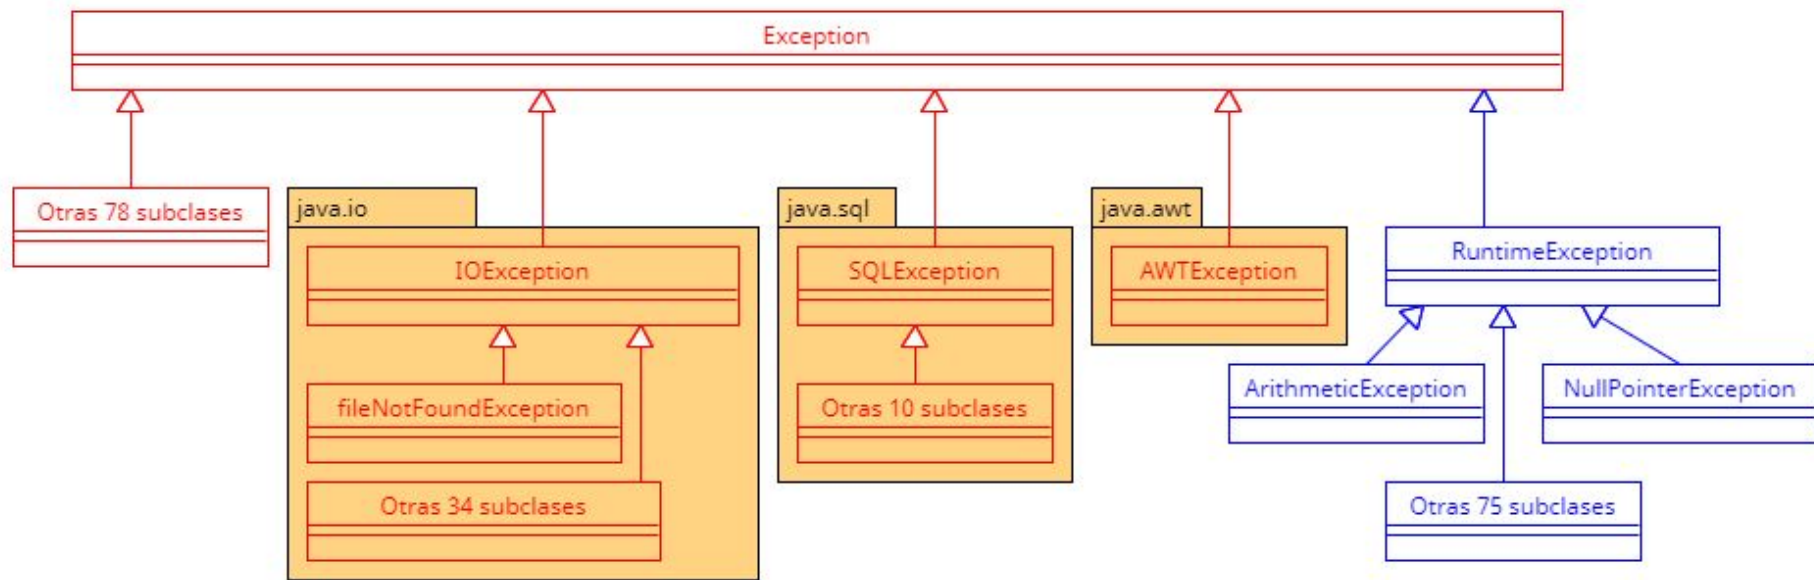 Exception
Otras 78 subclases
java.io
java.sql
java.awt
IOException
SQLException
AWTException
RuntimeException
fileNotFoundException
Otras 10 subclases
ArithmeticException
NullPointerException
Otras 34 subclases
Otras 75 subclases